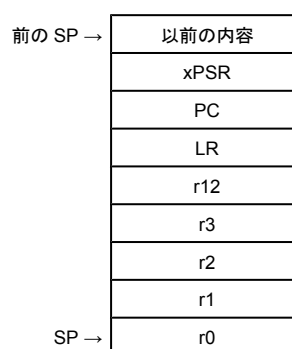 前の SP → 以前の内容
xPSR
PC
LR
r12
r3
r2
r1
SP → r0